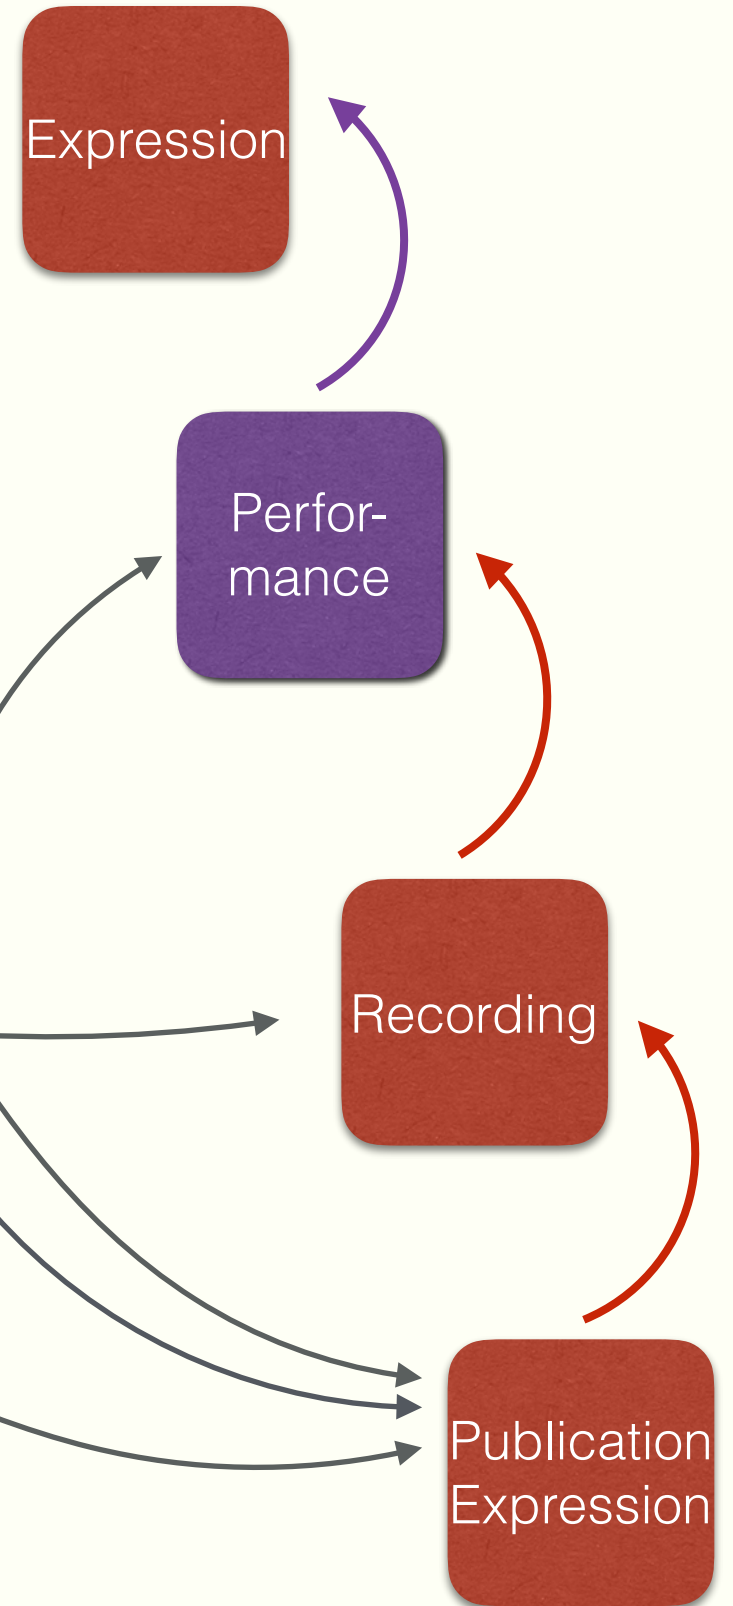 Expression
Perfor-
mance
Recording
Publication
Expression